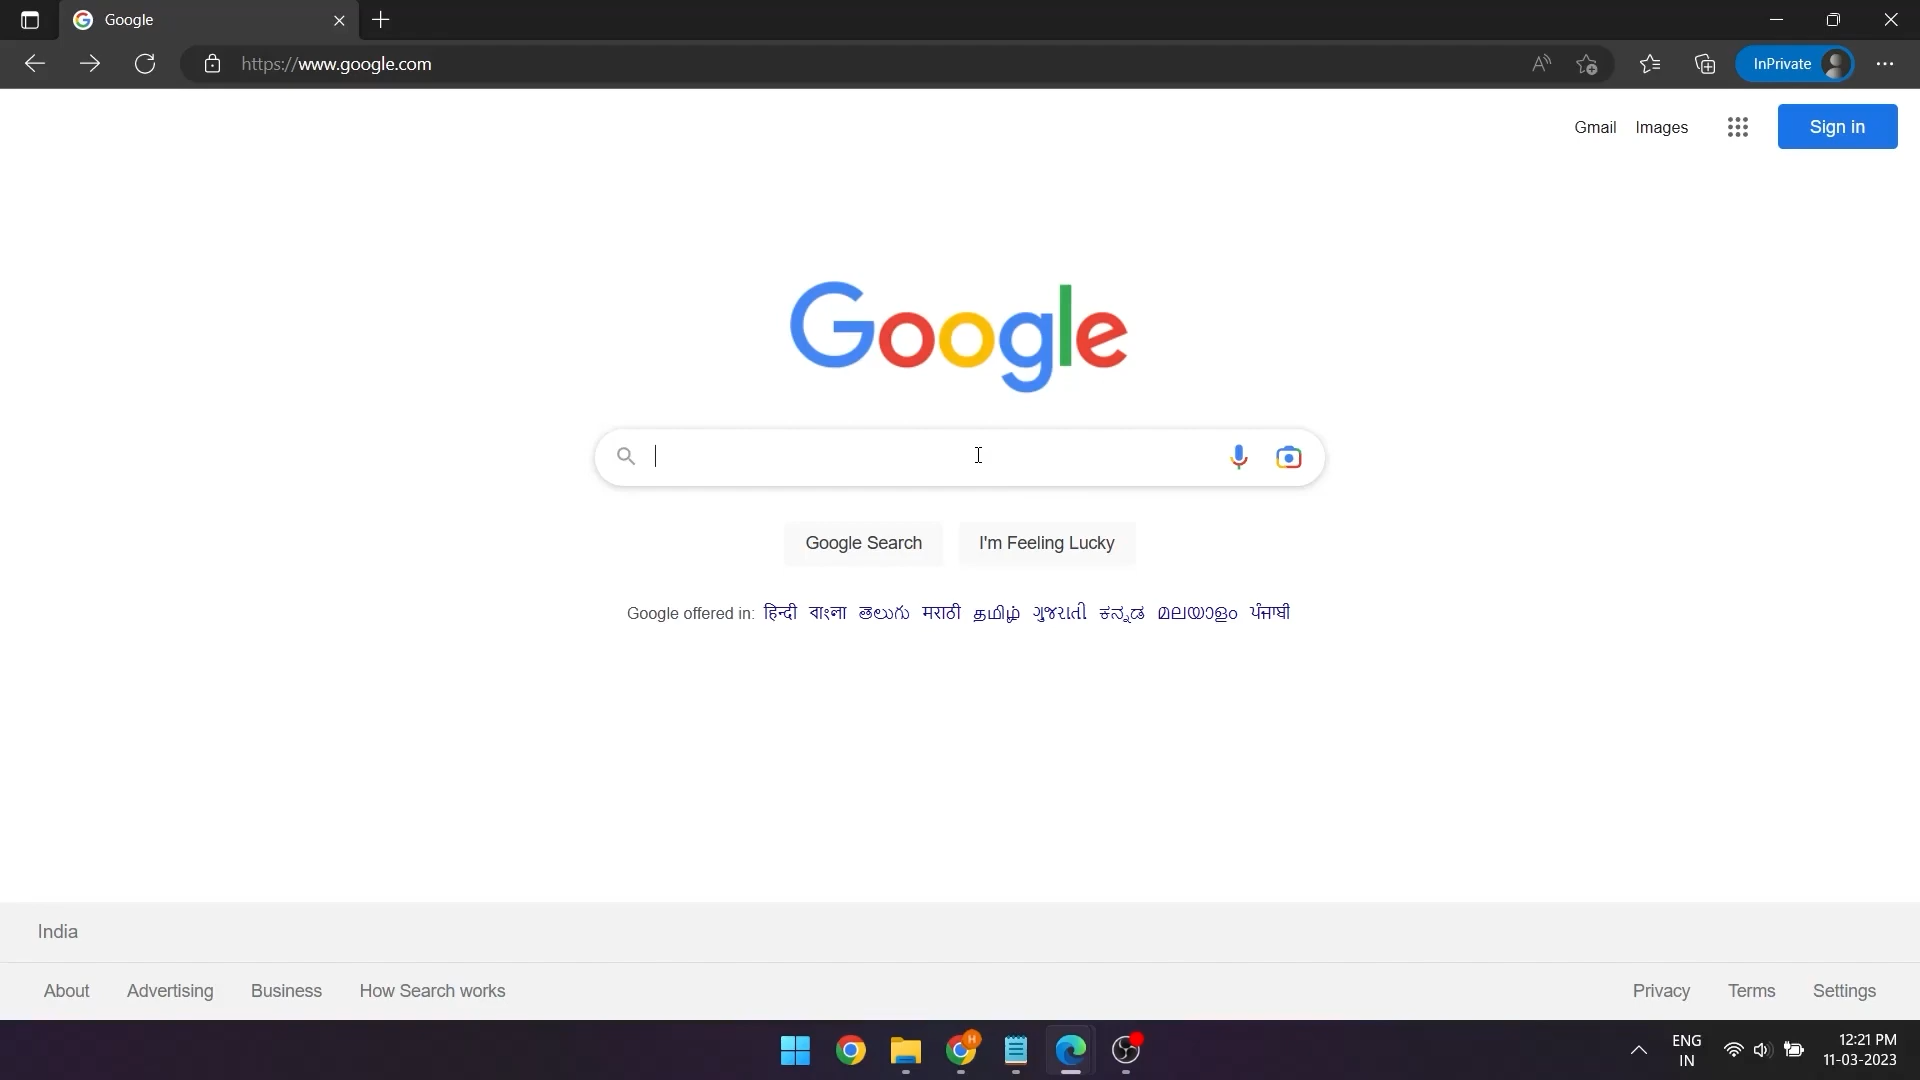 Google
https://www.google.com
InPrivate
Gmail Images Sign in
Google
Google Search I'm Feeling Lucky
Google offered in: हिन्दी বাংলা తెలుగు मराठी தமிழ் ગુજરાતી ಕನ್ನಡ മലയാളം ਪੰਜਾਬੀ
India
About Advertising Business How Search works Privacy Terms Settings
H
ENG 12:21 PM
IN 11-03-2023